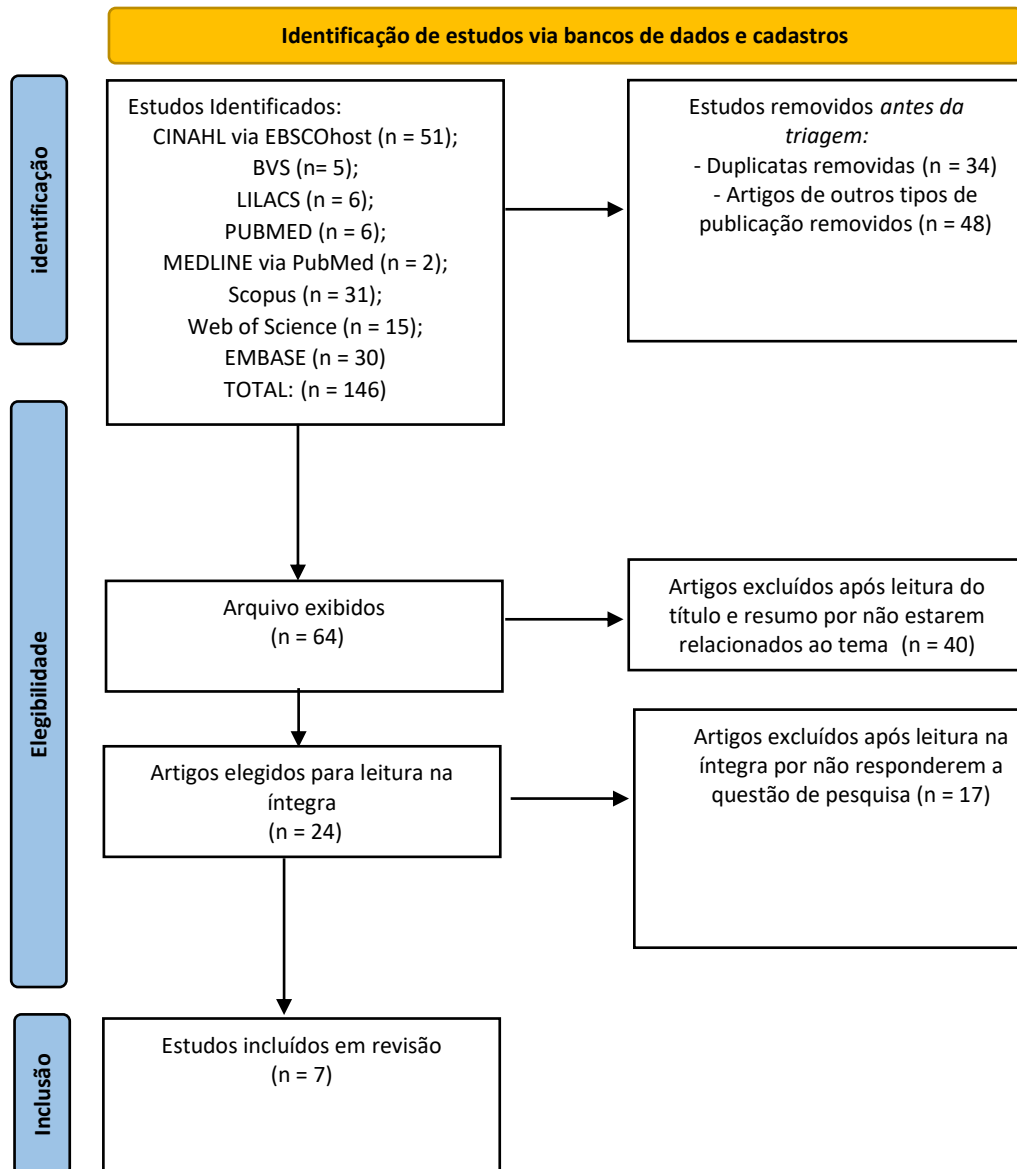 Identificação de estudos via bancos de dados e cadastros
identificação
Estudos Identificados:
CINAHL via EBSCOhost (n = 51);
BVS (n= 5);
LILACS (n = 6);
PUBMED (n = 6);
MEDLINE via PubMed (n = 2);
Scopus (n = 31);
Web of Science (n = 15);
EMBASE (n = 30)
TOTAL: (n = 146)
Estudos removidos antes da
triagem:
- Duplicatas removidas (n = 34)
- Artigos de outros tipos de
publicação removidos (n = 48)
Elegibilidade
Arquivo exibidos
(n = 64)
Artigos excluídos após leitura do
título e resumo por não estarem
relacionados ao tema (n = 40)
Artigos elegidos para leitura na
íntegra
(n = 24)
Artigos excluídos após leitura na
íntegra por não responderem a
questão de pesquisa (n = 17)
Inclusão
Estudos incluídos em revisão
(n = 7)